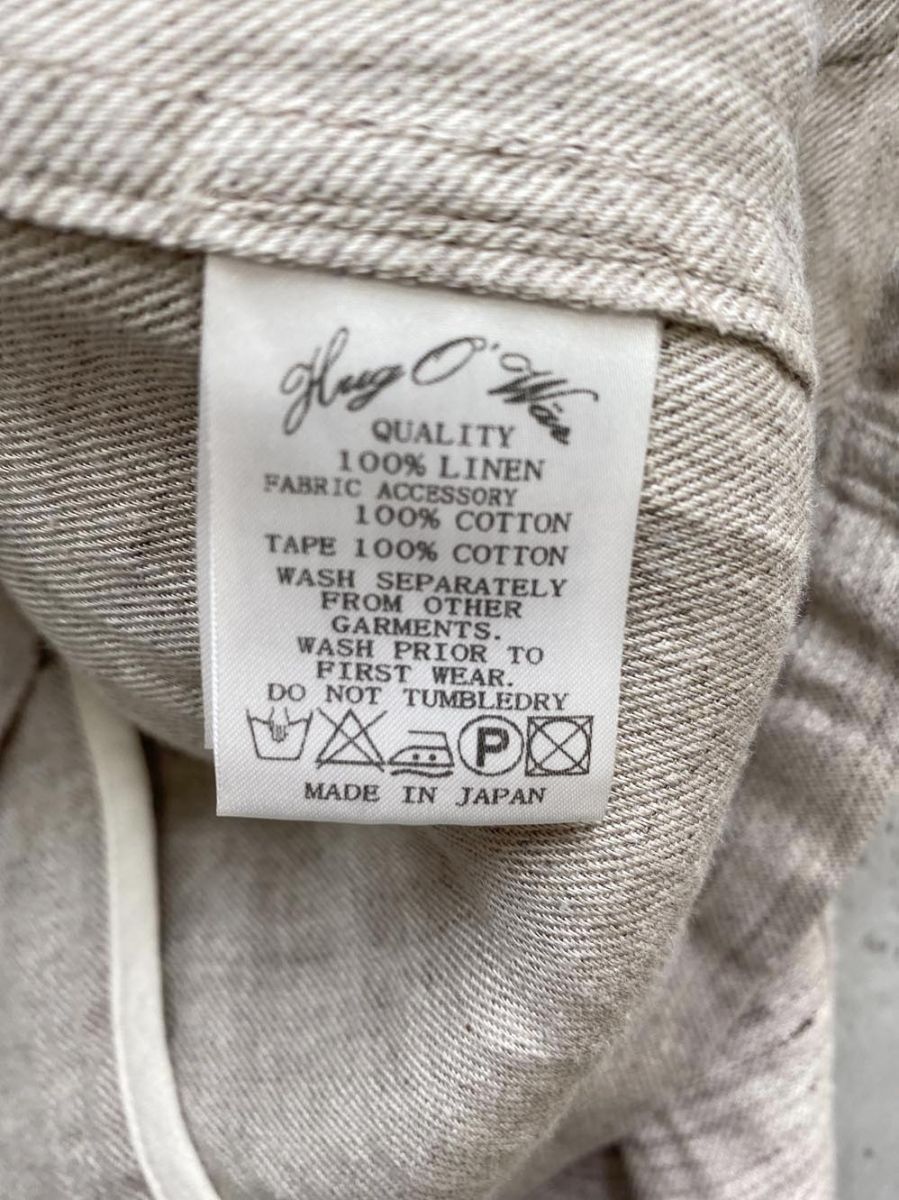 Hug O' Wär
QUALITY
100% LINEN
FABRIC ACCESSORY
100% COTTON
TAPE 100% COTTON
WASH SEPARATELY
FROM OTHER
GARMENTS.
WASH PRIOR TO
FIRST WEAR.
DO NOT TUMBLEDRY
P
MADE IN JAPAN